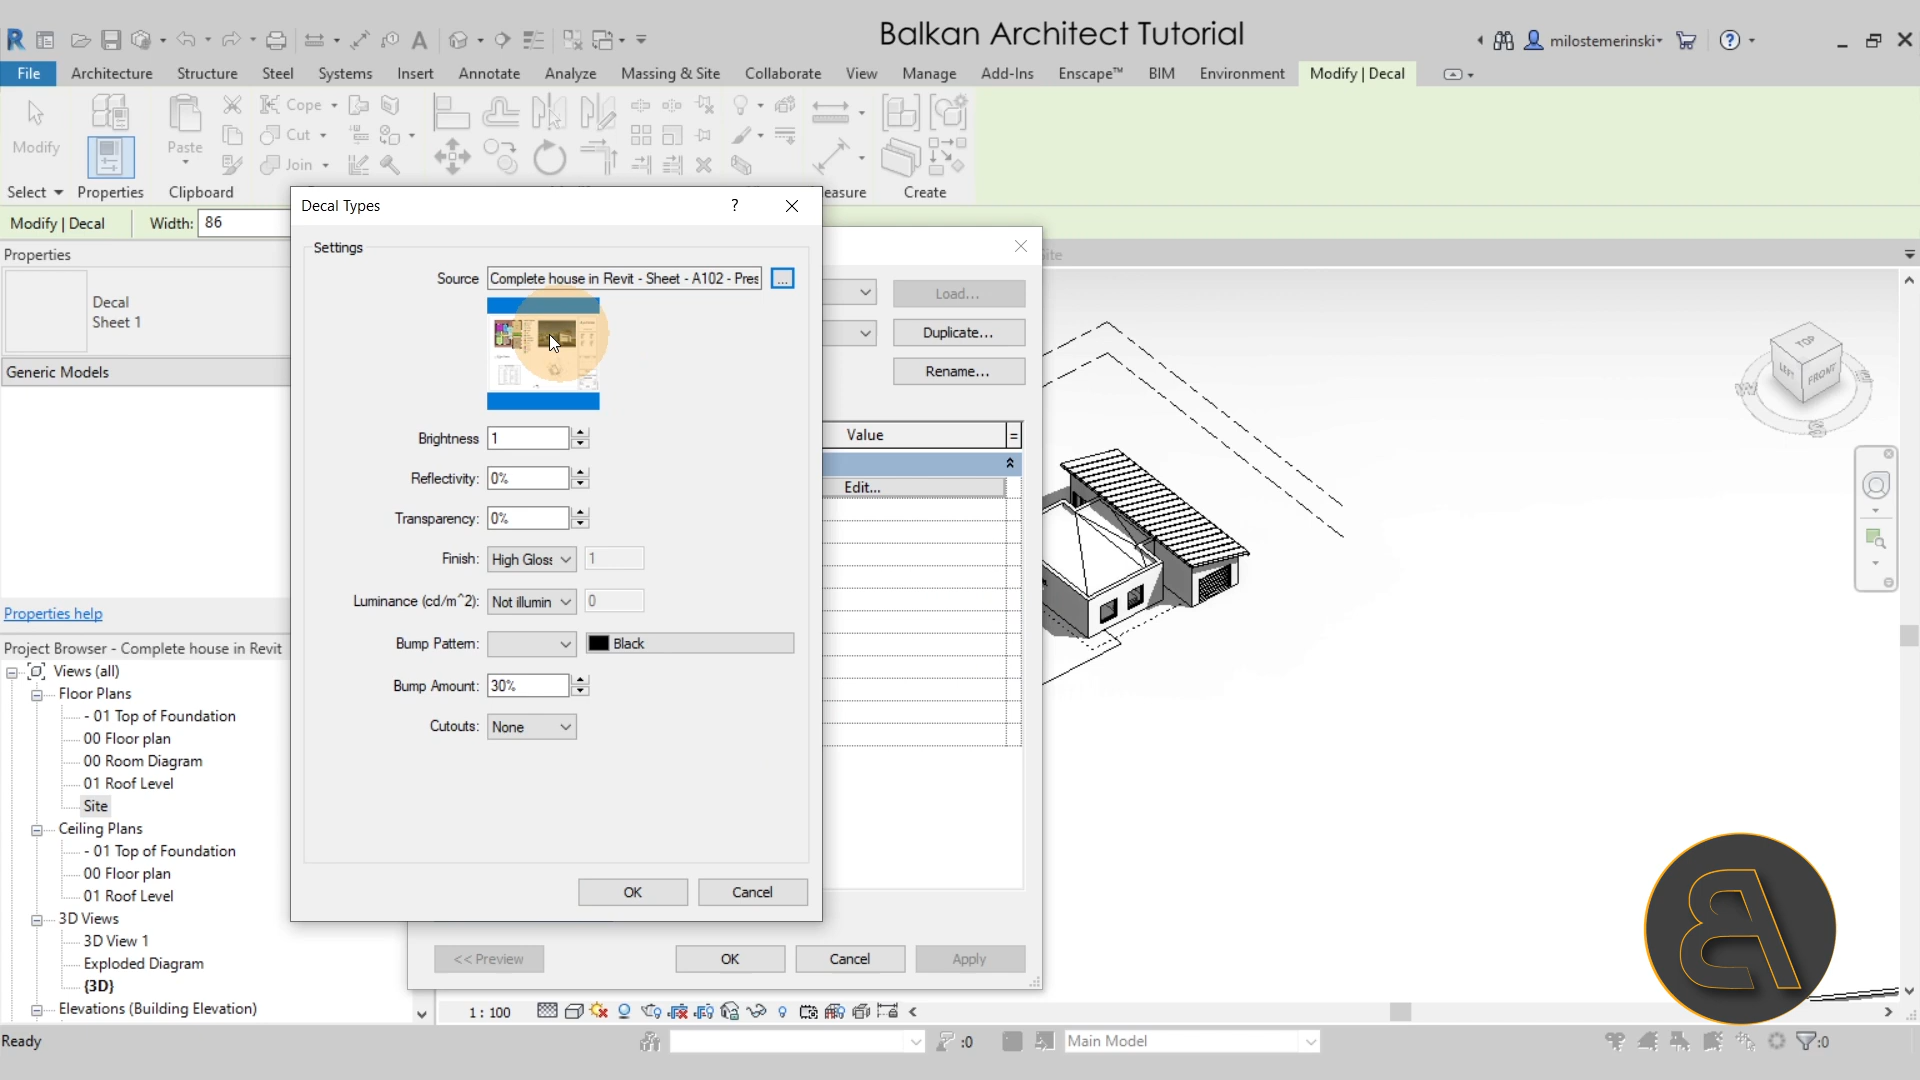 Balkan Architect Tutorial
milostemerinski
File Architecture Structure Steel Systems Insert Annotate Analyze Massing & Site Collaborate View Manage Add-Ins Enscape™ BIM Environment Modify | Decal
Modify
Paste
Cope
Cut
Join
Select Properties Clipboard Create
Modify | Decal Width: 86
Properties
Decal
Sheet 1
Generic Models
Properties help
Project Browser - Complete house in Revit
Views (all)
Floor Plans
- 01 Top of Foundation
00 Floor plan
00 Room Diagram
01 Roof Level
Site
Ceiling Plans
- 01 Top of Foundation
00 Floor plan
01 Roof Level
3D Views
3D View 1
Exploded Diagram
{3D}
Elevations (Building Elevation)
Decal Types ?
Settings
Source Complete house in Revit - Sheet - A102 - Pres ...
Brightness 1
Reflectivity: 0%
Transparency: 0%
Finish: High Gloss 1
Luminance (cd/m^2): Not illumin 0
Bump Pattern: Black
Bump Amount: 30%
Cutouts: None
OK Cancel
Load...
Duplicate...
Rename...
Value =
Edit...
<< Preview OK Cancel Apply
TOP
LEFT FRONT
W E
S
1 : 100
Ready :0 Main Model :0